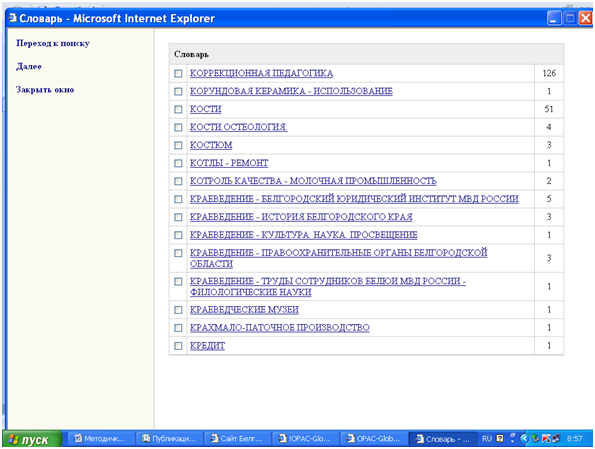 Словарь - Microsoft Internet Explorer
Переход к поиску
Далее
Закрыть окно
Словарь
КОРРЕКЦИОННАЯ ПЕДАГОГИКА 126
КОРУНДОВАЯ КЕРАМИКА - ИСПОЛЬЗОВАНИЕ 1
КОСТИ 51
КОСТИ.ОСТЕОЛОГИЯ. 4
КОСТЮМ 3
КОТЛЫ - РЕМОНТ 1
КОТРОЛЬ КАЧЕСТВА - МОЛОЧНАЯ ПРОМЫШЛЕННОСТЬ 2
КРАЕВЕДЕНИЕ - БЕЛГОРОДСКИЙ ЮРИДИЧЕСКИЙ ИНСТИТУТ МВД РОССИИ 5
КРАЕВЕДЕНИЕ - ИСТОРИЯ БЕЛГОРОДСКОГО КРАЯ 3
КРАЕВЕДЕНИЕ - КУЛЬТУРА. НАУКА. ПРОСВЕЩЕНИЕ 1
КРАЕВЕДЕНИЕ - ПРАВООХРАНИТЕЛЬНЫЕ ОРГАНЫ БЕЛГОРОДСКОЙ
ОБЛАСТИ 3
КРАЕВЕДЕНИЕ - ТРУДЫ СОТРУДНИКОВ БЕЛЮИ МВД РОССИИ -
ФИЛОЛОГИЧЕСКИЕ НАУКИ 1
КРАЕВЕДЧЕСКИЕ МУЗЕИ 1
КРАХМАЛО-ПАТОЧНОЕ ПРОИЗВОДСТВО 1
КРЕДИТ 1
пуск Методичк... Публикаци... Сайт Белг... !OPAC-Glo... OPAC-Glob... Словарь - ... RU 8:57